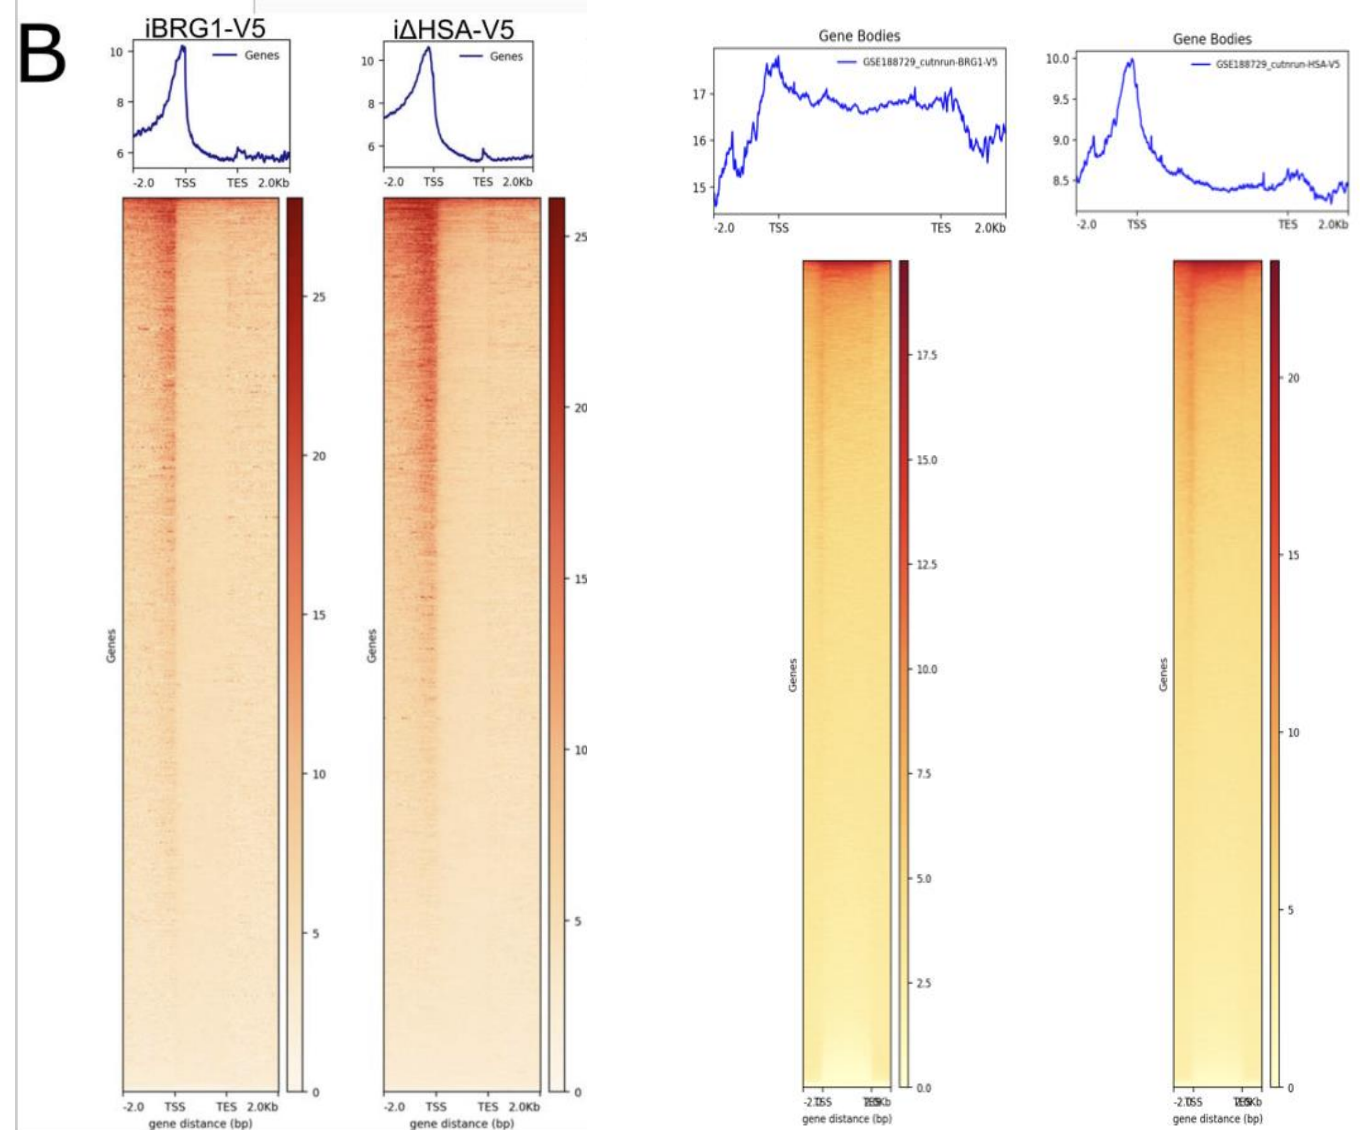 B
iBRG1-V5
iΔHSA-V5
10
8
6
Genes
-2.0 TSS TES 2.0Kb
10
8
6
Genes
-2.0 TSS TES 2.0Kb
Gene Bodies
GSE188729_cutnrun-BRG1-V5
17
16
15
-2.0 TSS TES 2.0Kb
Gene Bodies
GSE188729_cutnrun-HSA-V5
10.0
9.5
9.0
8.5
-2.0 TSS TES 2.0Kb
Genes
25
20
15
10
5
0
-2.0 TSS TES 2.0Kb
gene distance (bp)
Genes
25
20
15
10
5
0
-2.0 TSS TES 2.0Kb
gene distance (bp)
Genes
17.5
15.0
12.5
10.0
7.5
5.0
2.5
0.0
gene distance (bp)
Genes
20
15
10
5
0
gene distance (bp)